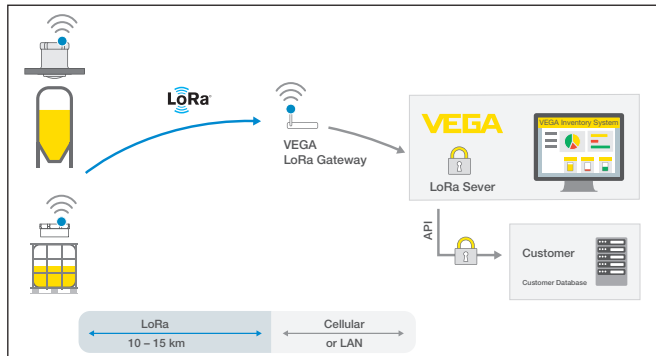 LoRa
VEGA
LoRa Gateway
VEGA
LoRa Sever
VEGA Inventory System
API
Customer
Customer Database
LoRa
10 – 15 km
Cellular
or LAN